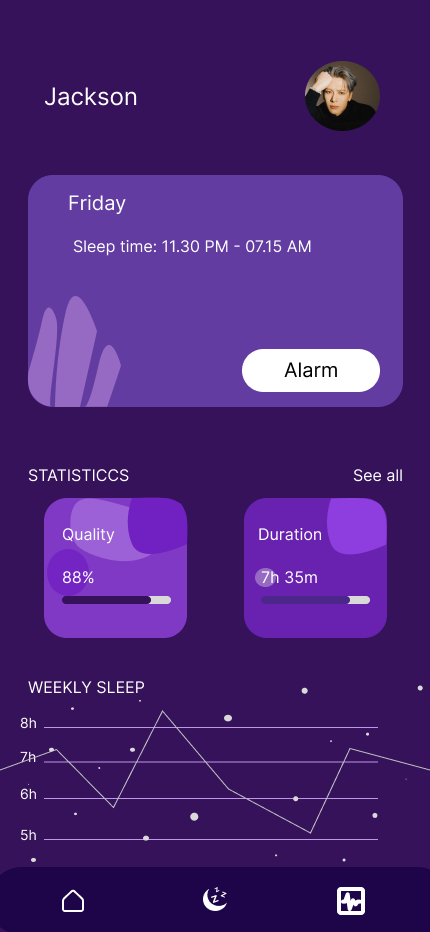 Jackson
Friday
Sleep time: 11.30 PM - 07.15 AM
Alarm
STATISTICCS
See all
Quality
Duration
88%
7h 35m
WEEKLY SLEEP
8h
7h
6h
5h
z z z